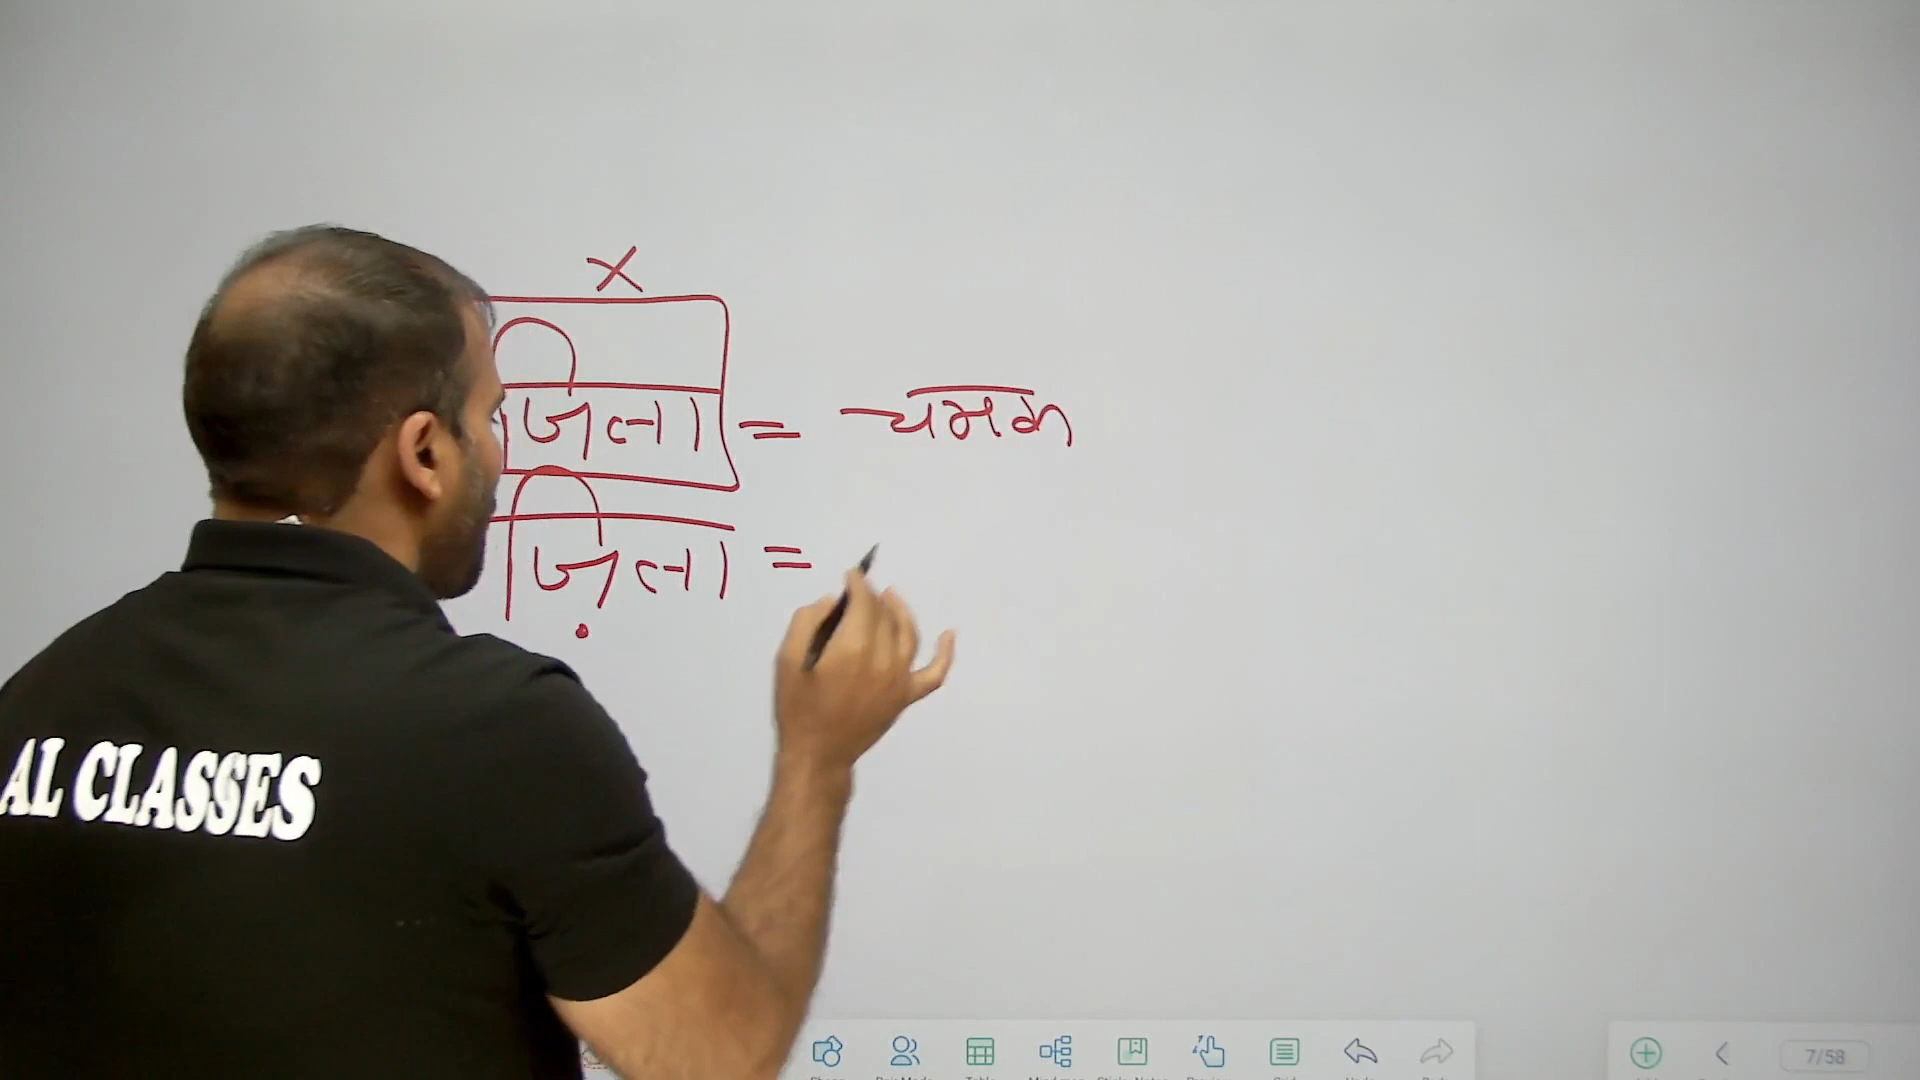 X
जिला = चमक
ज़िला =
AL CLASSES
7/58